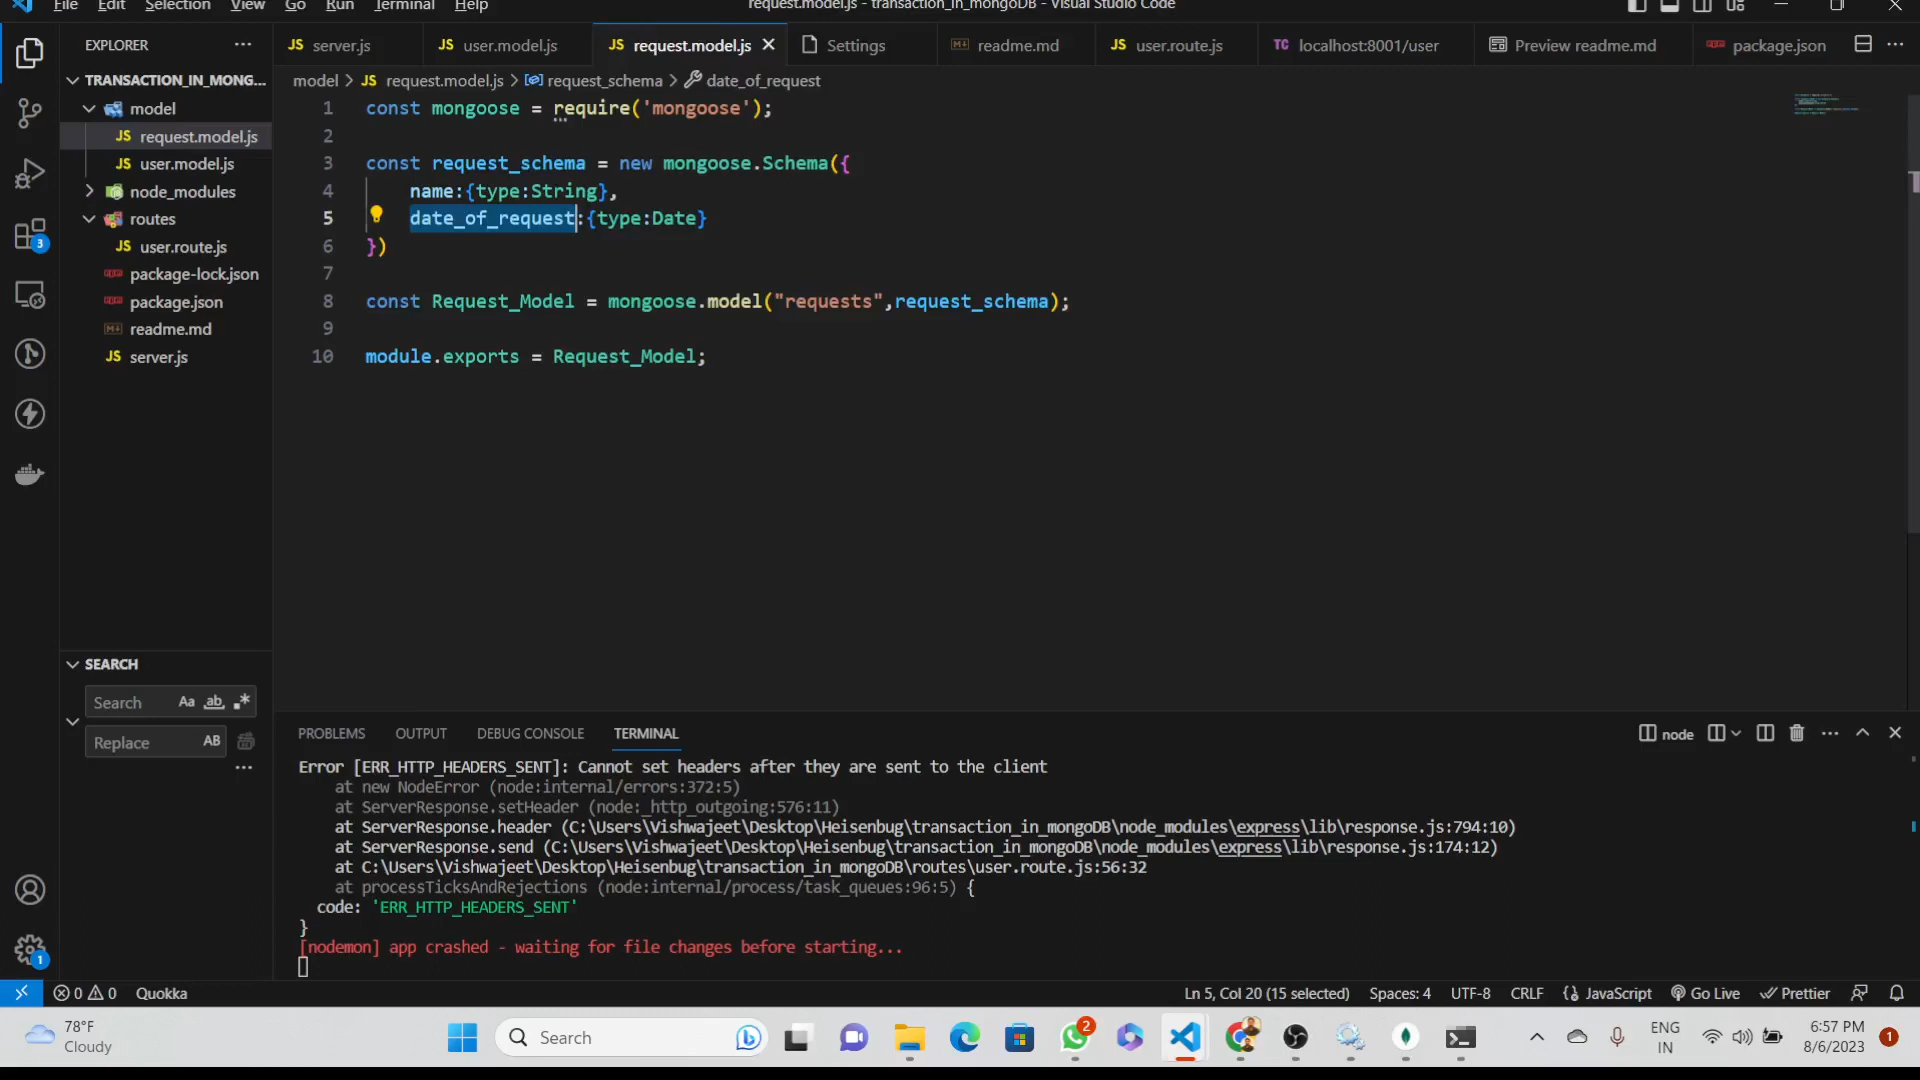 File Edit Selection View Go Run Terminal Help
request.model.js - transaction_in_mongoDB - Visual Studio Code
EXPLORER
server.js
user.model.js
request.model.js
Settings
readme.md
user.route.js
TC localhost:8001/user
Preview readme.md
package.json
TRANSACTION_IN_MONG...
model
JS request.model.js
JS user.model.js
node_modules
routes
JS user.route.js
package-lock.json
package.json
readme.md
JS server.js
model > JS request.model.js > request_schema > date_of_request
1 const mongoose = require('mongoose');
2
3 const request_schema = new mongoose.Schema({
4 name:{type:String},
5 date_of_request:{type:Date}
6 })
7
8 const Request_Model = mongoose.model("requests",request_schema);
9
10 module.exports = Request_Model;
3
SEARCH
Search Aa ab
Replace AB
PROBLEMS OUTPUT DEBUG CONSOLE TERMINAL
node
Error [ERR_HTTP_HEADERS_SENT]: Cannot set headers after they are sent to the client
at new NodeError (node:internal/errors:372:5)
at ServerResponse.setHeader (node:_http_outgoing:576:11)
at ServerResponse.header (C:\Users\Vishwajeet\Desktop\Heisenbug\transaction_in_mongoDB\node_modules\express\lib\response.js:794:10)
at ServerResponse.send (C:\Users\Vishwajeet\Desktop\Heisenbug\transaction_in_mongoDB\node_modules\express\lib\response.js:174:12)
at C:\Users\Vishwajeet\Desktop\Heisenbug\transaction_in_mongoDB\routes\user.route.js:56:32
at processTicksAndRejections (node:internal/process/task_queues:96:5) {
code: 'ERR_HTTP_HEADERS_SENT'
}
[nodemon] app crashed - waiting for file changes before starting...
1
0 0 Quokka
Ln 5, Col 20 (15 selected) Spaces: 4 UTF-8 CRLF JavaScript Go Live Prettier
78°F
Cloudy
Search
2
ENG
IN
6:57 PM
8/6/2023
1